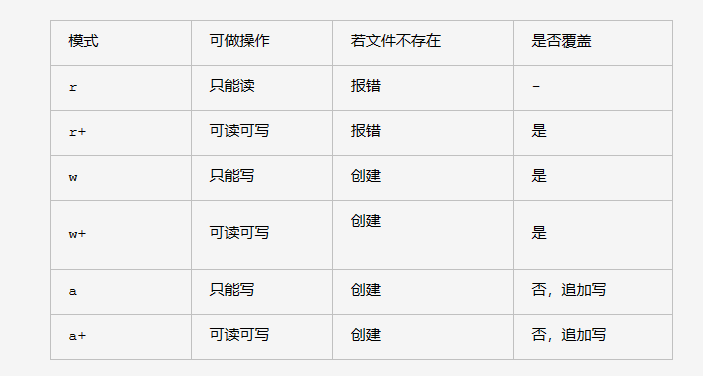 模式 可做操作 若文件不存在 是否覆盖
r 只能读 报错 -
r+ 可读可写 报错 是
w 只能写 创建 是
w+ 可读可写 创建 是
a 只能写 创建 否，追加写
a+ 可读可写 创建 否，追加写